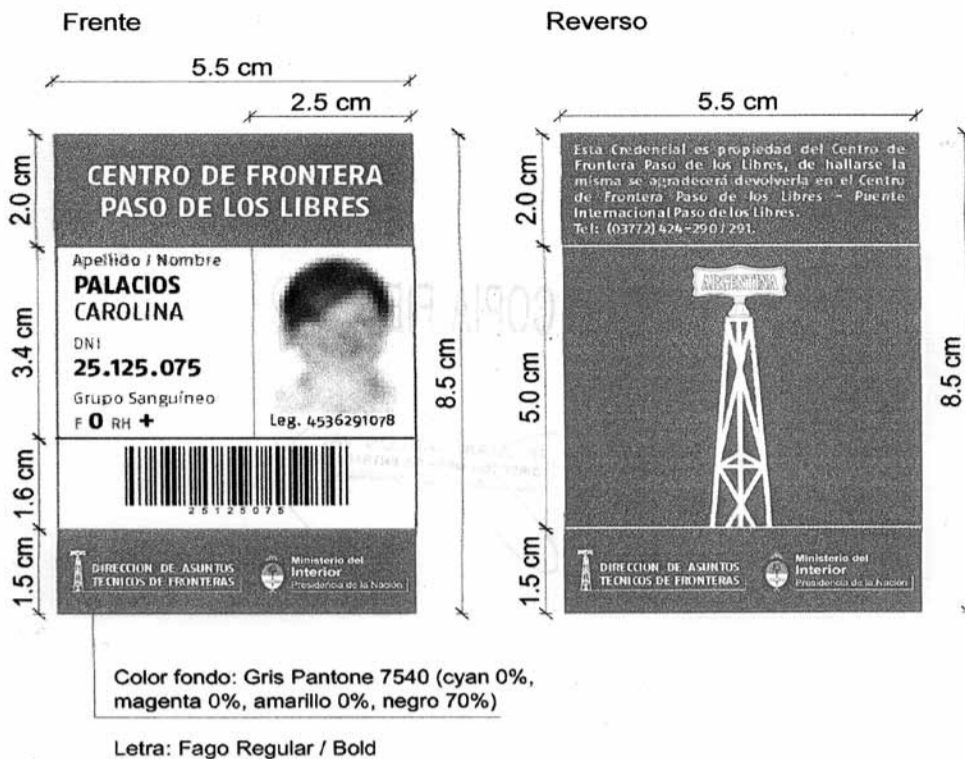 Frente
Reverso
5.5 cm
2.5 cm
5.5 cm
2.0 cm
3.4 cm
1.6 cm
1.5 cm
8.5 cm
CENTRO DE FRONTERA
PASO DE LOS LIBRES
Apellido / Nombre
PALACIOS
CAROLINA
DNI
25.125.075
Grupo Sanguíneo
F 0 RH +
Leg. 4536291078
25125075
DIRECCION DE ASUNTOS
TECNICOS DE FRONTERAS
Ministerio del
Interior
Presidencia de la Nación
2.0 cm
5.0 cm
1.5 cm
8.5 cm
Esta Credencial es propiedad del Centro de
Frontera Paso de los Libres, de hallarse la
misma se agradecerá devolverla en el Centro
de Frontera Paso de los Libres – Puente
Internacional Paso de los Libres.
Tel: (03772) 424-290 / 291.
ARGENTINA
DIRECCION DE ASUNTOS
TECNICOS DE FRONTERAS
Ministerio del
Interior
Presidencia de la Nación
Color fondo: Gris Pantone 7540 (cyan 0%,
magenta 0%, amarillo 0%, negro 70%)
Letra: Fago Regular / Bold